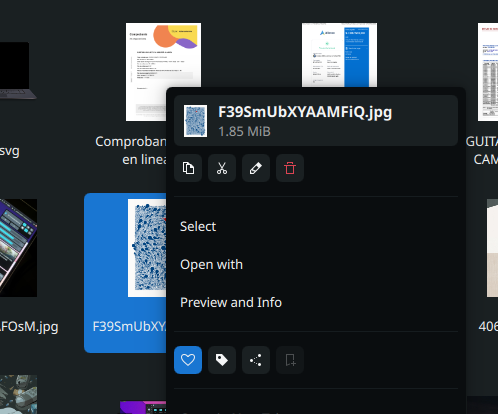 svg
Comproban
en linea
GUITA
CAM
F39SmUbXYAAMFiQ.jpg
1.85 MiB
Select
Open with
Preview and Info
AFOsM.jpg
F39SmUbXY
406